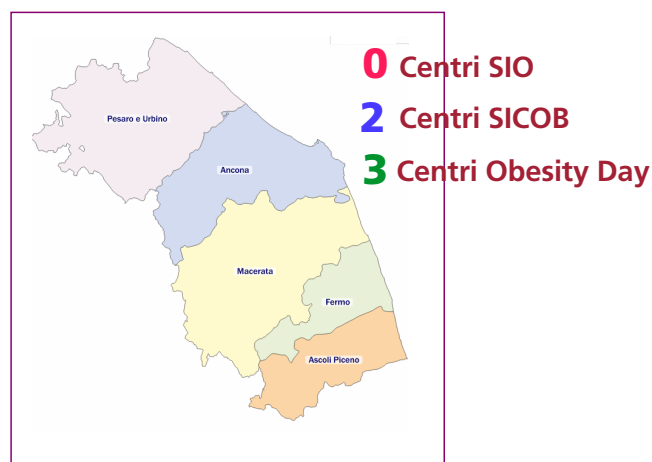 0 Centri SIO
2 Centri SICOB
3 Centri Obesity Day
Pesaro e Urbino
Ancona
Macerata
Fermo
Ascoli Piceno